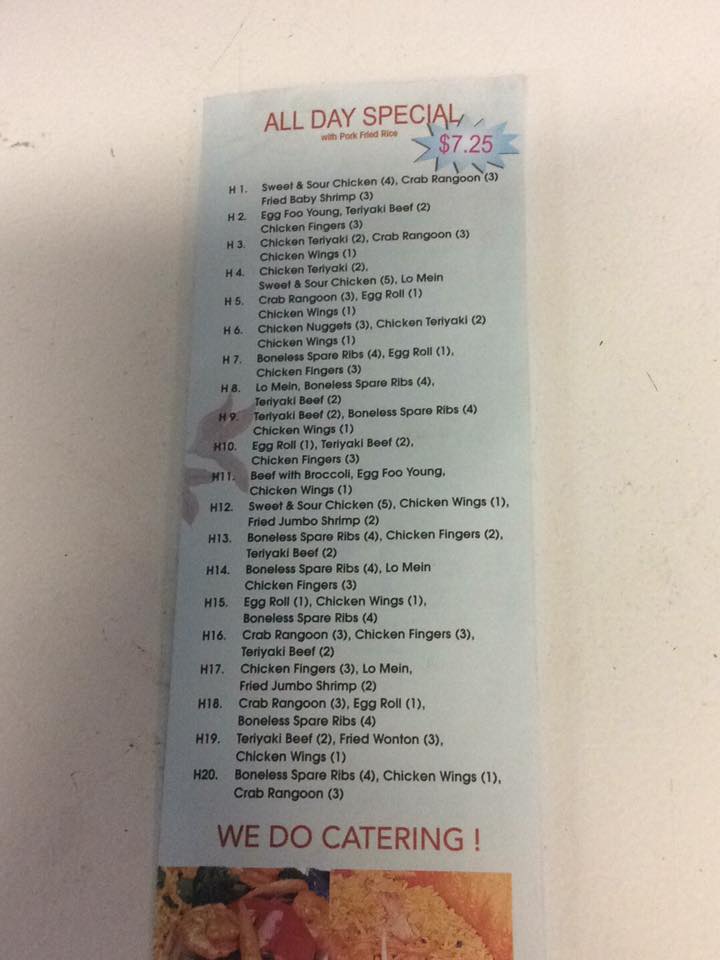 ALL DAY SPECIAL
with Pork Fried Rice
$7.25
H 1. Sweet & Sour Chicken (4), Crab Rangoon (3)
Fried Baby Shrimp (3)
H 2. Egg Foo Young, Teriyaki Beef (2)
Chicken Fingers (3)
H 3. Chicken Teriyaki (2), Crab Rangoon (3)
Chicken Wings (1)
H 4. Chicken Teriyaki (2),
Sweet & Sour Chicken (5), Lo Mein
H 5. Crab Rangoon (3), Egg Roll (1)
Chicken Wings (1)
H 6. Chicken Nuggets (3), Chicken Teriyaki (2)
Chicken Wings (1)
H 7. Boneless Spare Ribs (4), Egg Roll (1),
Chicken Fingers (3)
H 8. Lo Mein, Boneless Spare Ribs (4),
Teriyaki Beef (2)
H 9. Teriyaki Beef (2), Boneless Spare Ribs (4)
Chicken Wings (1)
H10. Egg Roll (1), Teriyaki Beef (2),
Chicken Fingers (3)
H11. Beef with Broccoli, Egg Foo Young,
Chicken Wings (1)
H12. Sweet & Sour Chicken (5), Chicken Wings (1),
Fried Jumbo Shrimp (2)
H13. Boneless Spare Ribs (4), Chicken Fingers (2),
Teriyaki Beef (2)
H14. Boneless Spare Ribs (4), Lo Mein
Chicken Fingers (3)
H15. Egg Roll (1), Chicken Wings (1),
Boneless Spare Ribs (4)
H16. Crab Rangoon (3), Chicken Fingers (3),
Teriyaki Beef (2)
H17. Chicken Fingers (3), Lo Mein,
Fried Jumbo Shrimp (2)
H18. Crab Rangoon (3), Egg Roll (1),
Boneless Spare Ribs (4)
H19. Teriyaki Beef (2), Fried Wonton (3),
Chicken Wings (1)
H20. Boneless Spare Ribs (4), Chicken Wings (1),
Crab Rangoon (3)
WE DO CATERING !